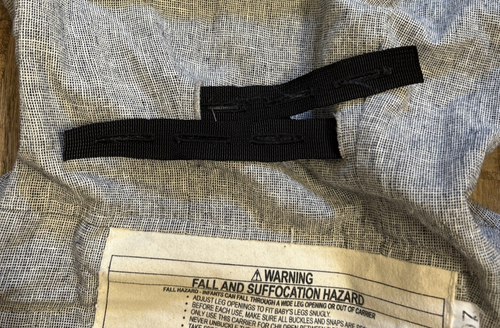 ⚠ WARNING
FALL AND SUFFOCATION HAZARD
FALL HAZARD - INFANTS CAN FALL THROUGH A WIDE LEG OPENING OR OUT OF CARRIER
• ADJUST LEG OPENINGS TO FIT BABY'S LEGS SNUGLY.
• BEFORE EACH USE, MAKE SURE ALL BUCKLES AND SNAPS ARE
• ONLY USE THIS CARRIER FOR CHILDREN
• NEVER UNBUCKLE